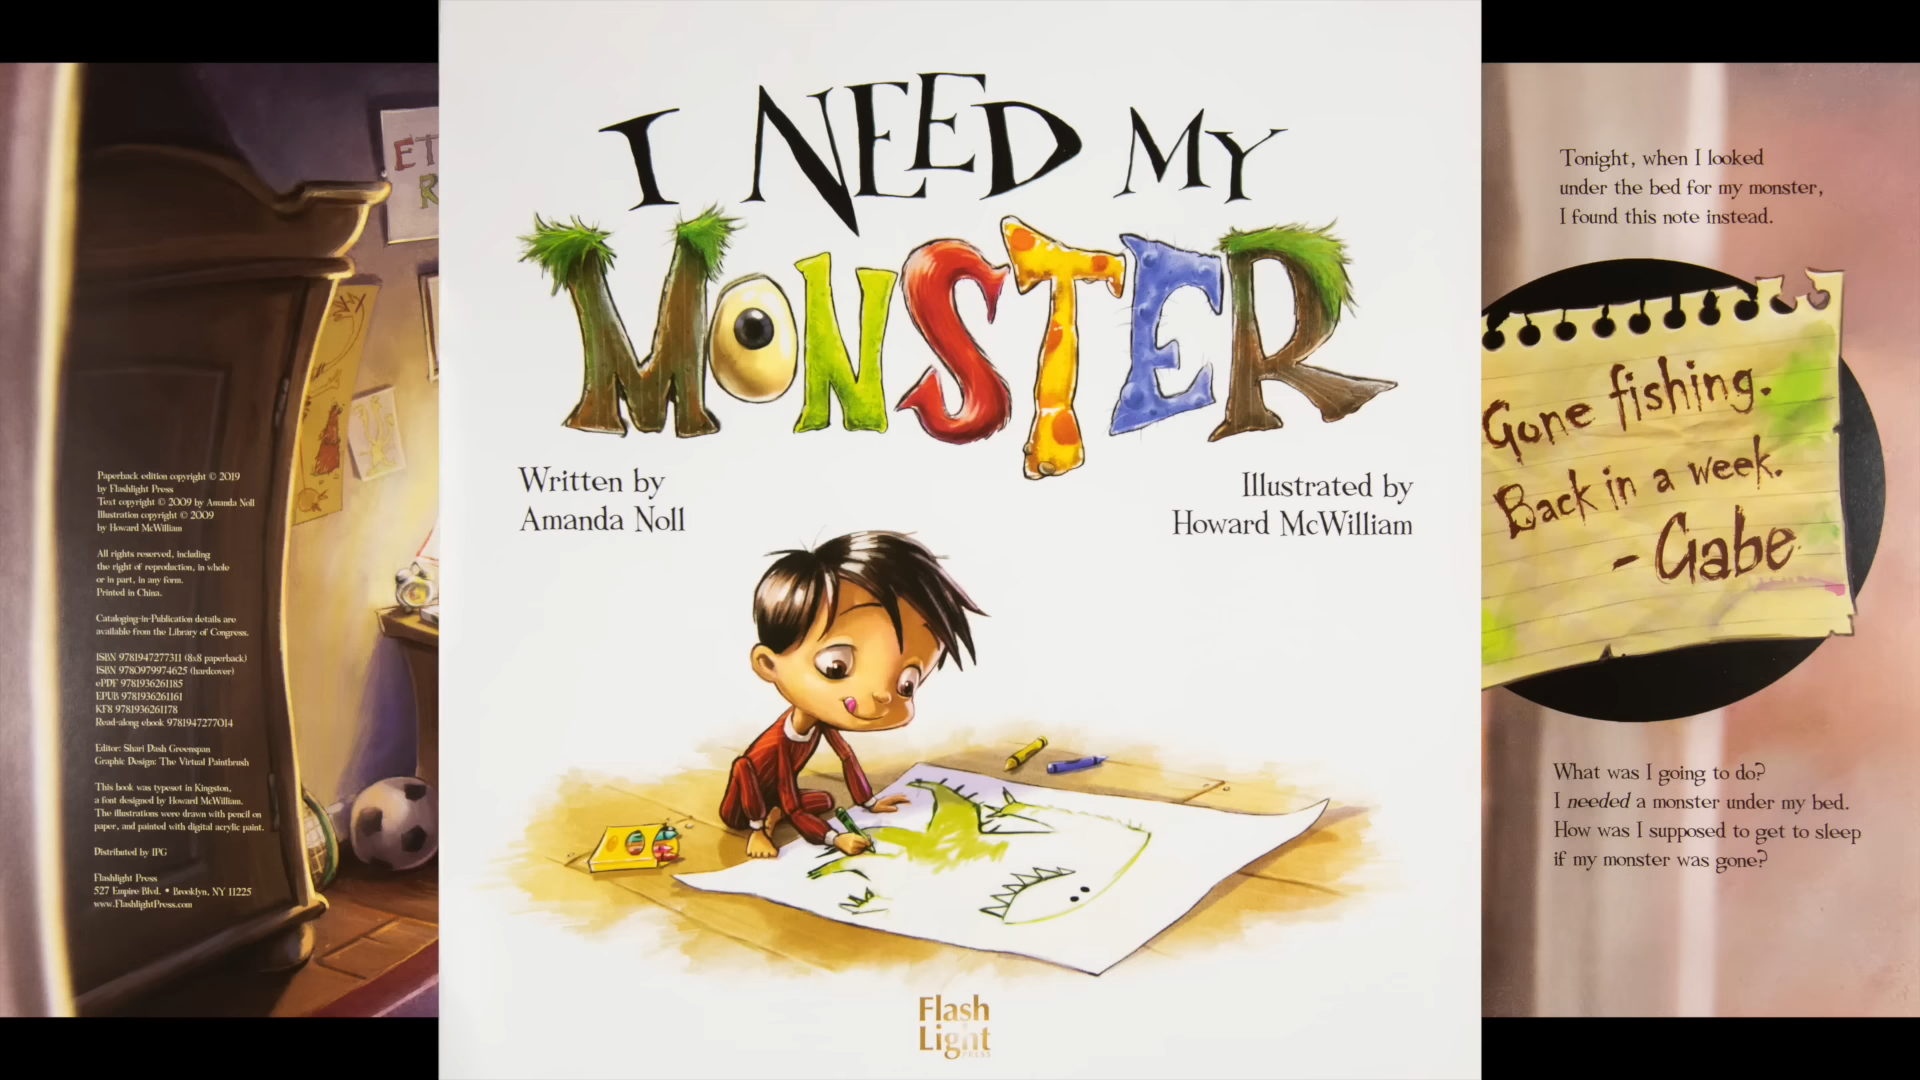 ET
R
Paperback edition copyright © 2019
by Flashlight Press
Text copyright © 2009 by Amanda Noll
Illustration copyright © 2009
by Howard McWilliam
All rights reserved, including
the right of reproduction, in whole
or in part, in any form.
Printed in China.
Cataloging-in-Publication details are
available from the Library of Congress.
ISBN 9781947277311 (8x8 paperback)
ISBN 9780979974625 (hardcover)
ePDF 9781936261185
EPUB 9781936261161
KF8 9781936261178
Read-along ebook 9781947277014
Editor: Shari Dash Greenspan
Graphic Design: The Virtual Paintbrush
This book was typeset in Kingston,
a font designed by Howard McWilliam.
The illustrations were drawn with pencil on
paper, and painted with digital acrylic paint.
Distributed by IPG
Flashlight Press
527 Empire Blvd. • Brooklyn, NY 11225
www.FlashlightPress.com
I NEED MY
MONSTER
Written by
Amanda Noll
Illustrated by
Howard McWilliam
Flash
Light
PRESS
Tonight, when I looked
under the bed for my monster,
I found this note instead.
Gone fishing.
Back in a week.
- Gabe
What was I going to do?
I needed a monster under my bed.
How was I supposed to get to sleep
if my monster was gone?